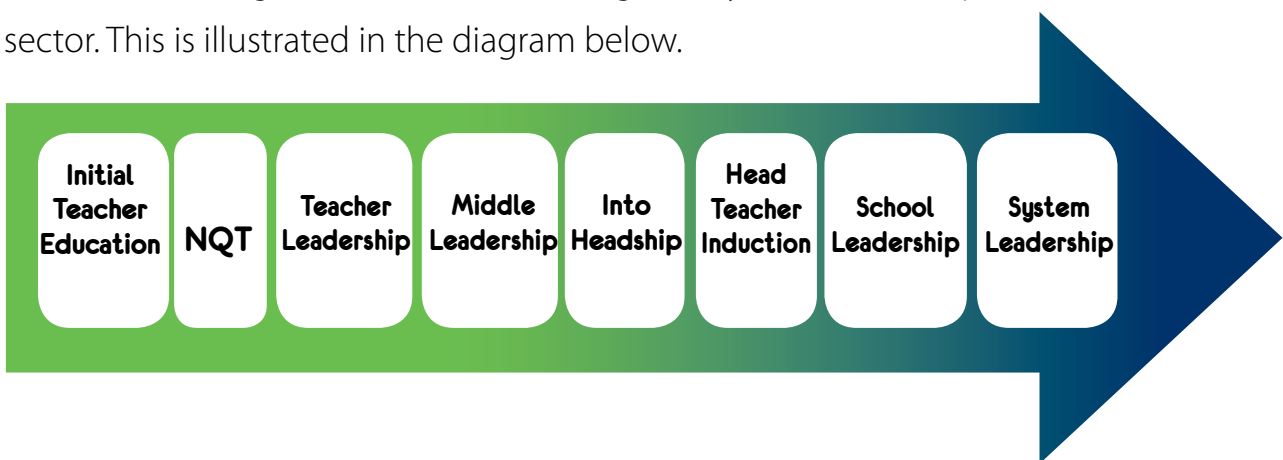 sector. This is illustrated in the diagram below.
Initial
Teacher
Education
NQT
Teacher
Leadership
Middle
Leadership
Into
Headship
Head
Teacher
Induction
School
Leadership
System
Leadership